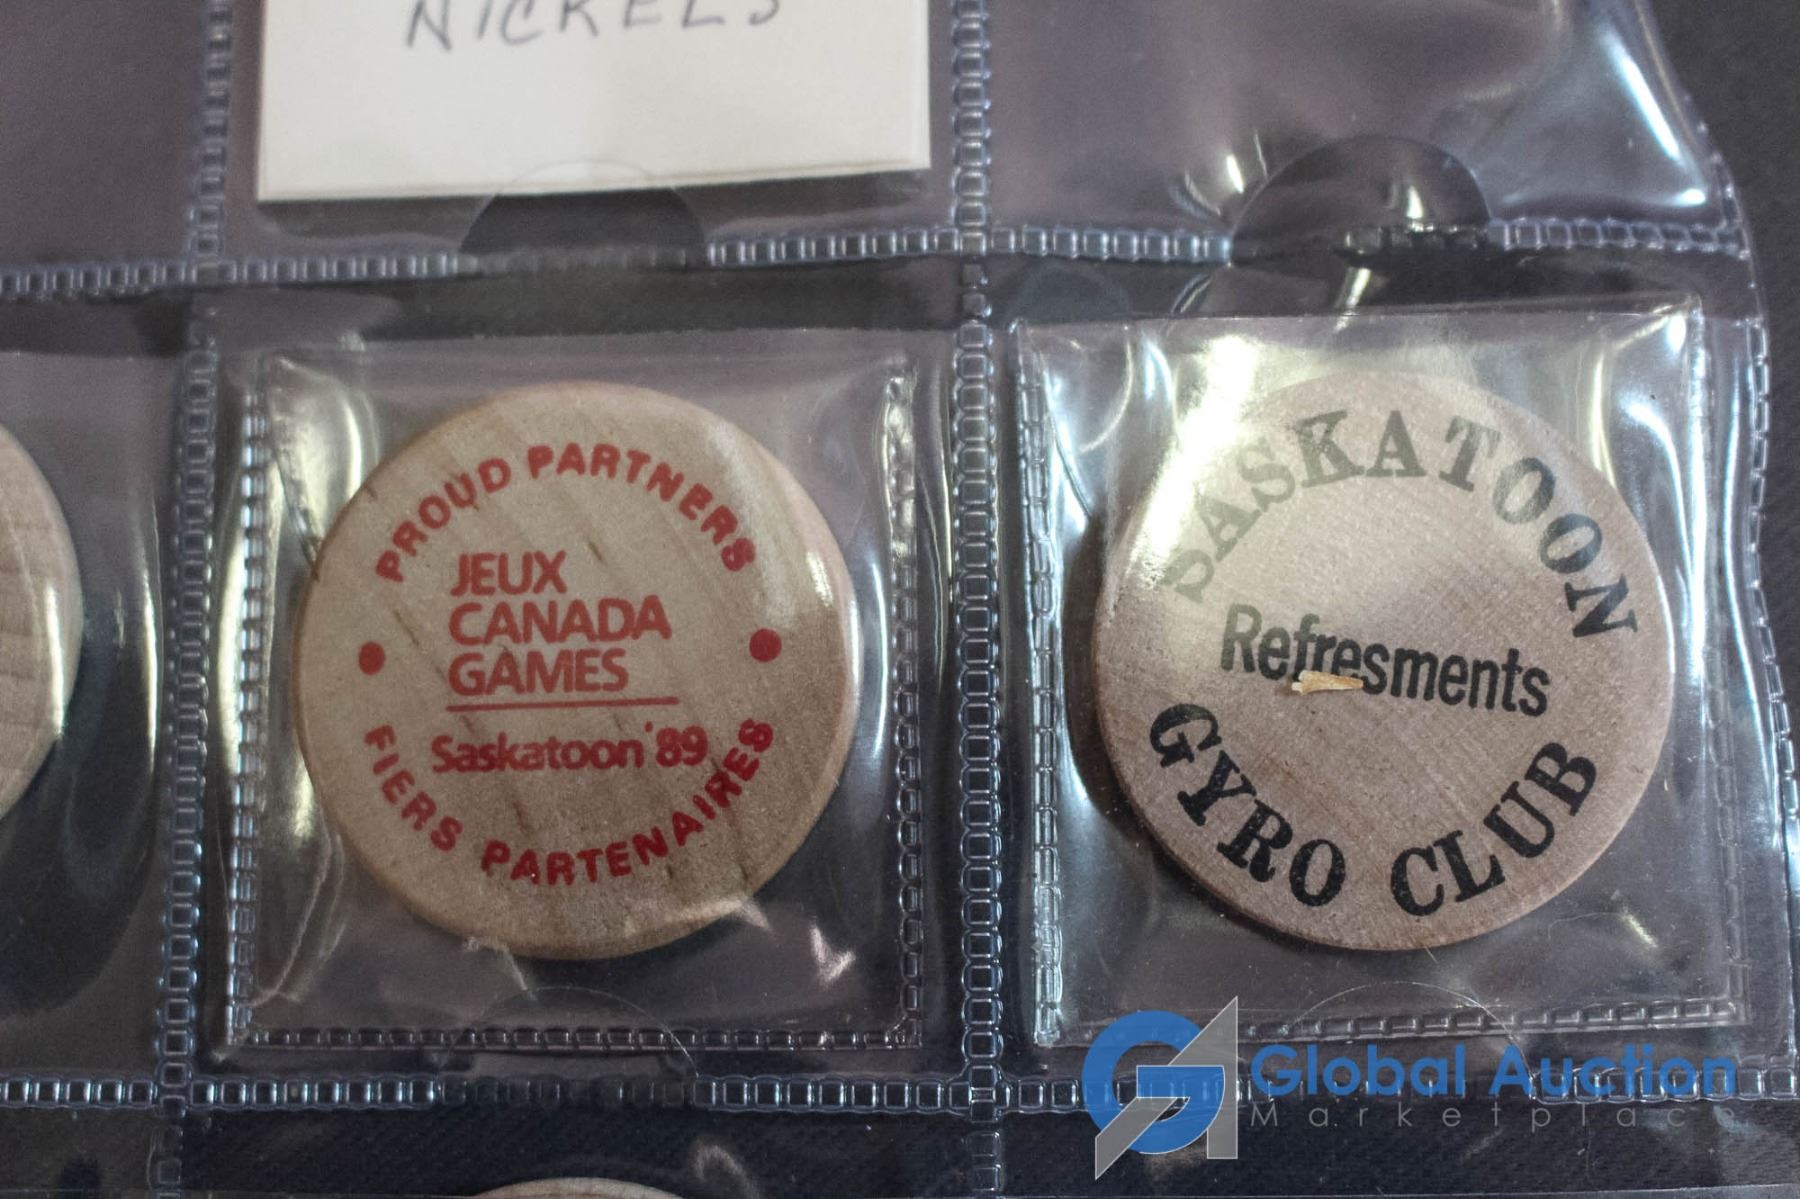 NICKELS
PROUD PARTNERS
JEUX
CANADA
GAMES
Saskatoon '89
FIERS PARTENAIRES
SASKATOON
Refresments
GYRO CLUB
Global Auction
Marketplace